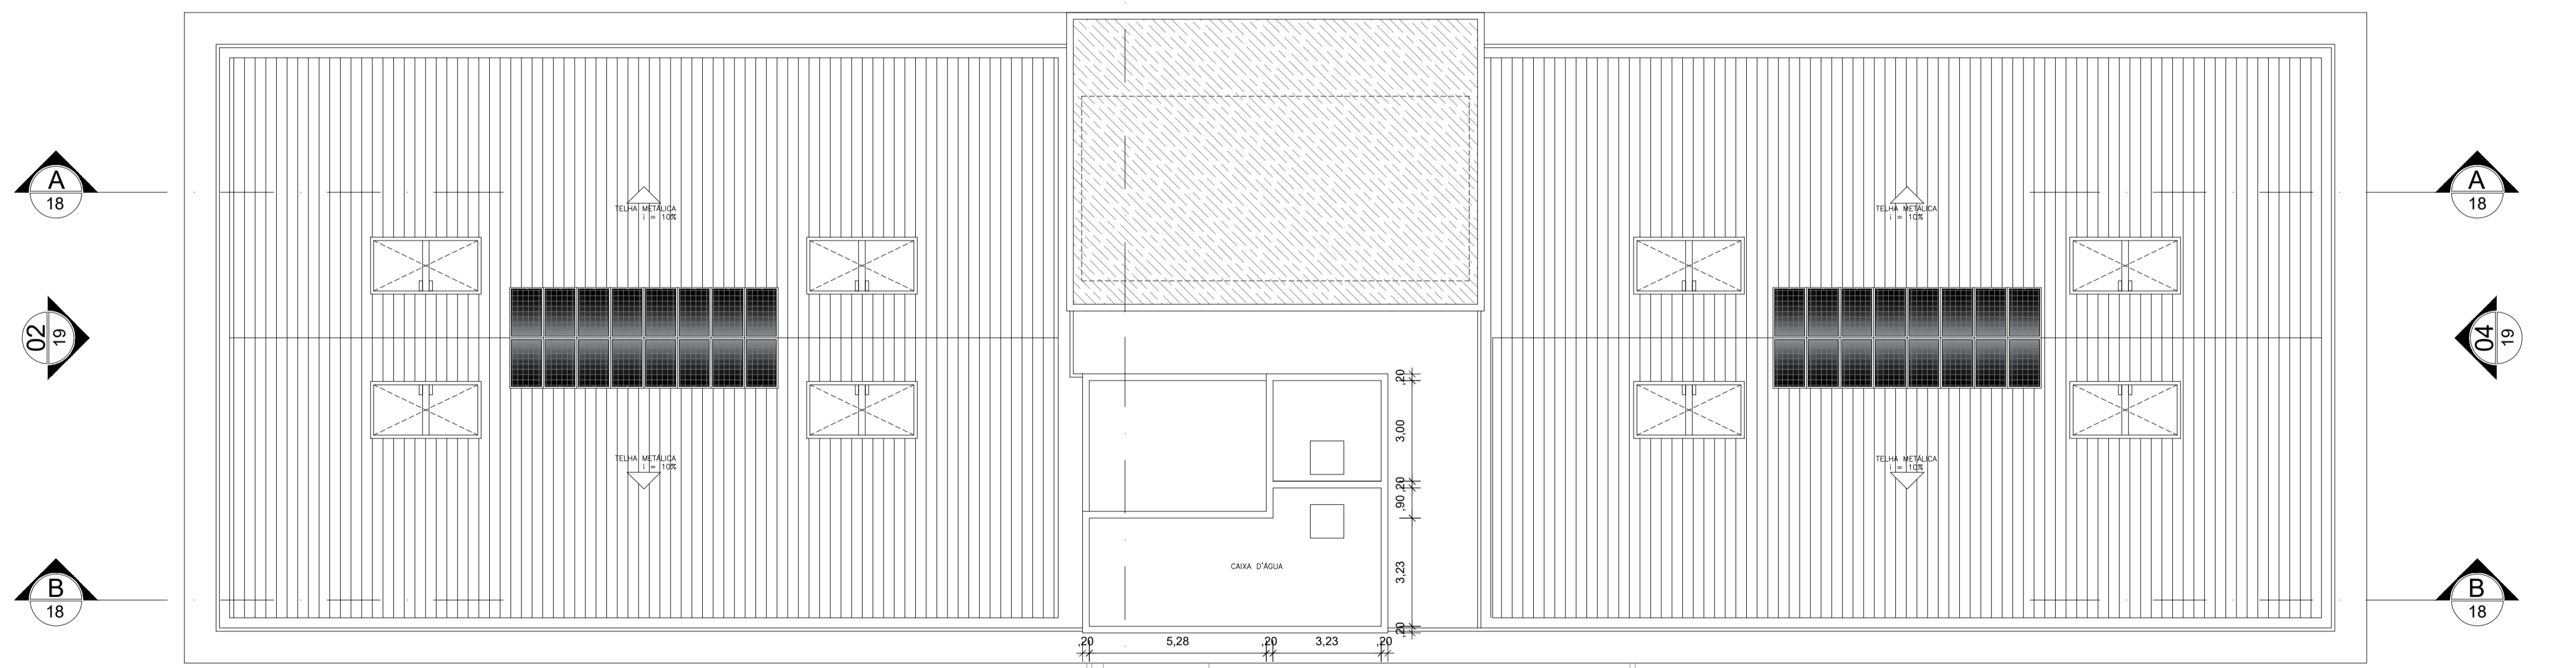 A
18
A
18
TELHA METÁLICA
i = 10%
TELHA METÁLICA
i = 10%
02
19
04
19
,20
3,00
,20
,90
3,23
,20
TELHA METÁLICA
i = 10%
TELHA METÁLICA
i = 10%
CAIXA D'ÁGUA
B
18
B
18
,20
5,28
,20
3,23
,20